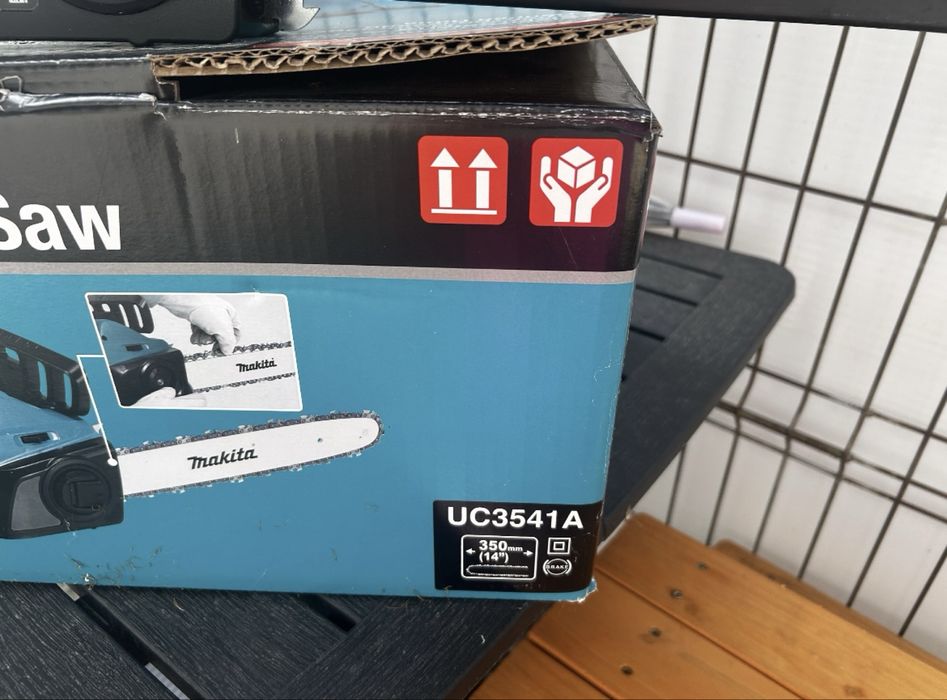 Saw
makita
makita
UC3541A
350mm
(14")
BRAKE